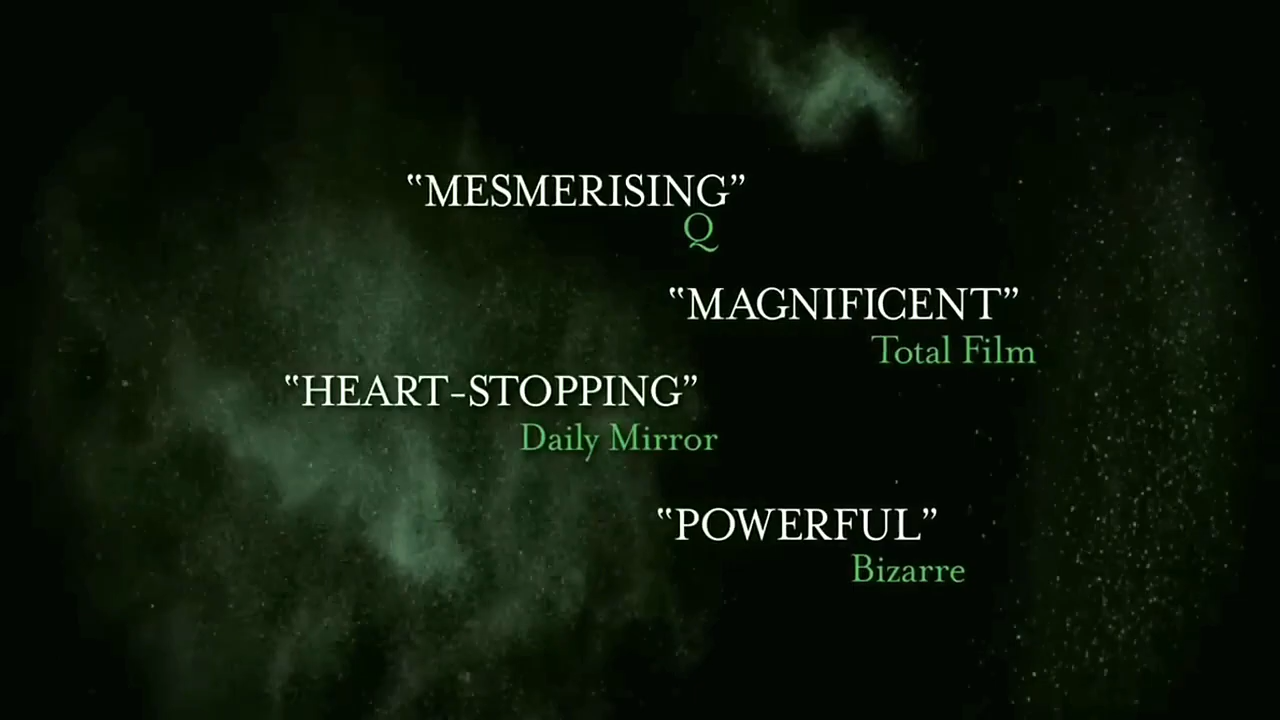 “MESMERISING”
Q
“MAGNIFICENT”
Total Film
“HEART-STOPPING”
Daily Mirror
“POWERFUL”
Bizarre